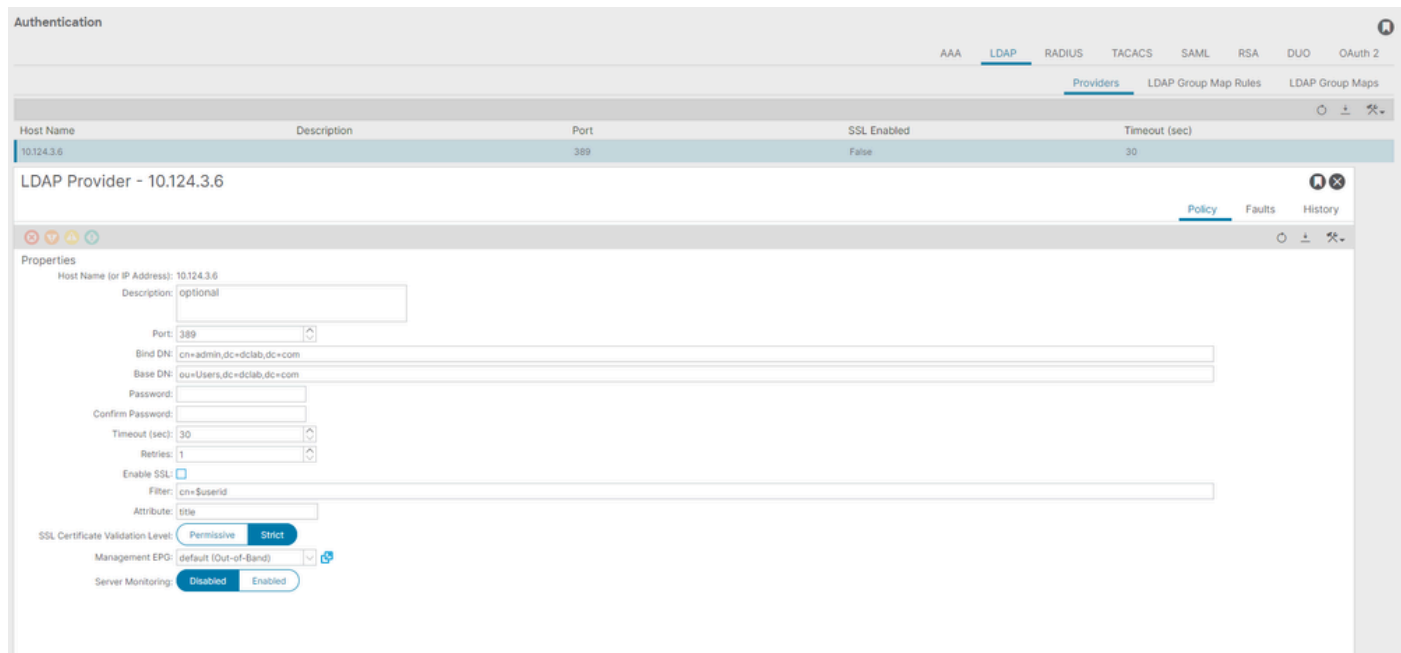 Authentication
AAA LDAP RADIUS TACACS SAML RSA DUO OAuth 2
Providers LDAP Group Map Rules LDAP Group Maps
Host Name Description Port SSL Enabled Timeout (sec)
10.124.3.6 389 False 30
LDAP Provider - 10.124.3.6
Policy Faults History
Properties
Host Name (or IP Address): 10.124.3.6
Description: optional
Port: 389
Bind DN: cn=admin,dc=dclab,dc=com
Base DN: ou=Users,dc=dclab,dc=com
Password:
Confirm Password:
Timeout (sec): 30
Retries: 1
Enable SSL:
Filter: cn=$userid
Attribute: title
SSL Certificate Validation Level: Permissive Strict
Management EPG: default (Out-of-Band)
Server Monitoring: Disabled Enabled